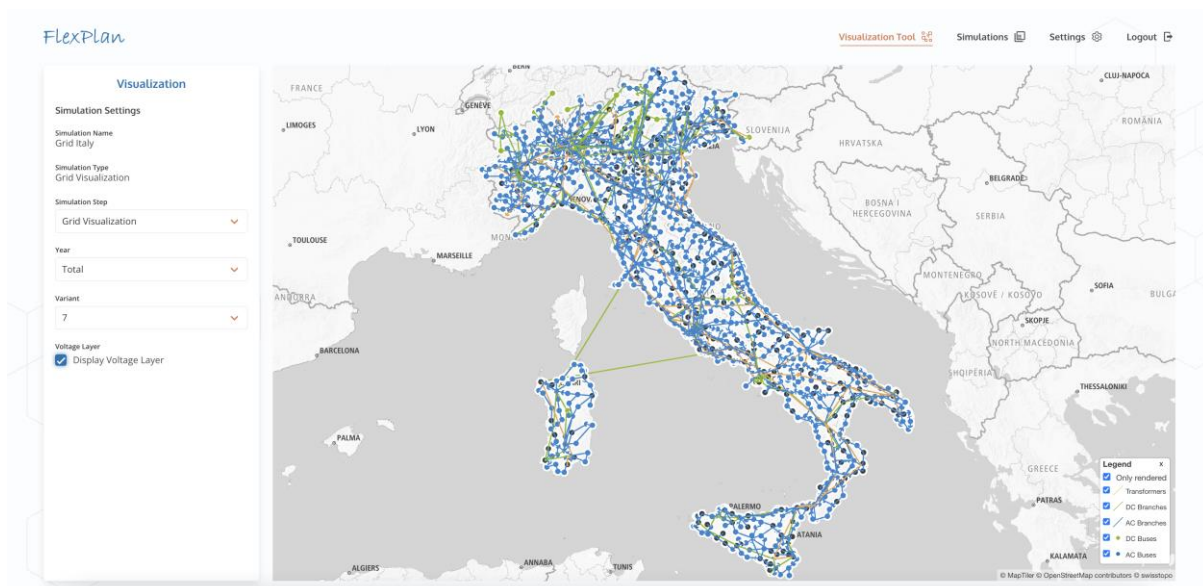 FlexPlan
Visualization Tool
Simulations
Settings
Logout
Visualization
Simulation Settings
Simulation Name
Grid Italy
Simulation Type
Grid Visualization
Simulation Step
Grid Visualization
Year
Total
Variant
7
Voltage Layer
Display Voltage Layer
BERN
FRANCE
GENÈVE
LIMOGES
LYON
SLOVENIJA
HRVATSKA
CLUJ-NAPOCA
ROMÂNIA
BELGRADE
BOSNA I
HERCEGOVINA
SERBIA
TOULOUSE
MARSEILLE
MONTENEGRO
KOSOVË / KOSOVO
SOFIA
BULGA
SKOPJE
NORTH MACEDONIA
BARCELONA
SHQIPËRIA
THESSALONIKI
PALMA
GREECE
PALERMO
ATANIA
PATRAS
ALGIERS
ANNABA
TUNIS
KALAMATA
Legend
x
Only rendered
Transformers
DC Branches
AC Branches
DC Buses
AC Buses
© MapTiler © OpenStreetMap contributors © swisstopo